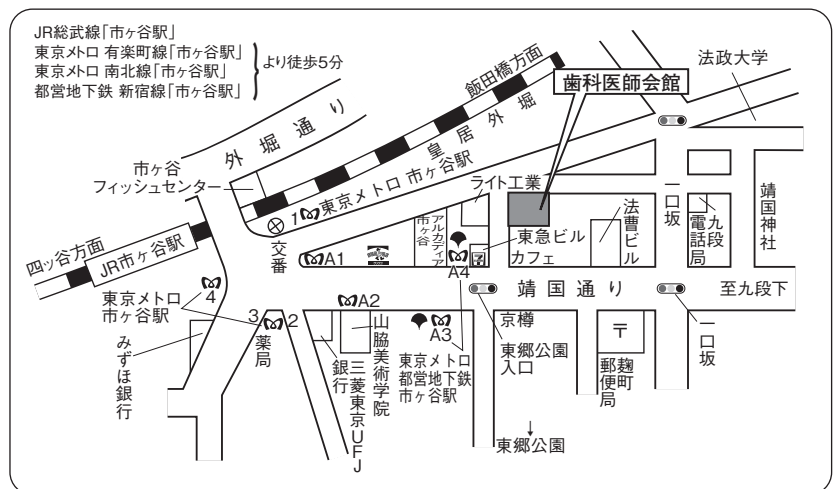 JR総武線「市ヶ谷駅」
東京メトロ 有楽町線「市ヶ谷駅」
東京メトロ 南北線「市ヶ谷駅」
都営地下鉄 新宿線「市ヶ谷駅」
より徒歩5分
飯田橋方面
法政大学
歯科医師会館
外堀通り
皇居外堀
市ヶ谷
フィッシュセンター
1
東京メトロ 市ヶ谷駅
ライト工業
一口坂
靖国神社
九段
電話局
法曹ビル
アルカディア
市ヶ谷
東急ビル
カフェ
交番
A1
A4
四ッ谷方面
JR市ヶ谷駅
4
東京メトロ
市ヶ谷駅
A2
靖国通り
至九段下
3
2
薬局
A3
京樽
〒
一口坂
みずほ銀行
銀行
三菱東京UFJ
山脇美術学院
東京メトロ
都営地下鉄
市ヶ谷駅
東郷公園
入口
麹町
郵便局
↓
東郷公園